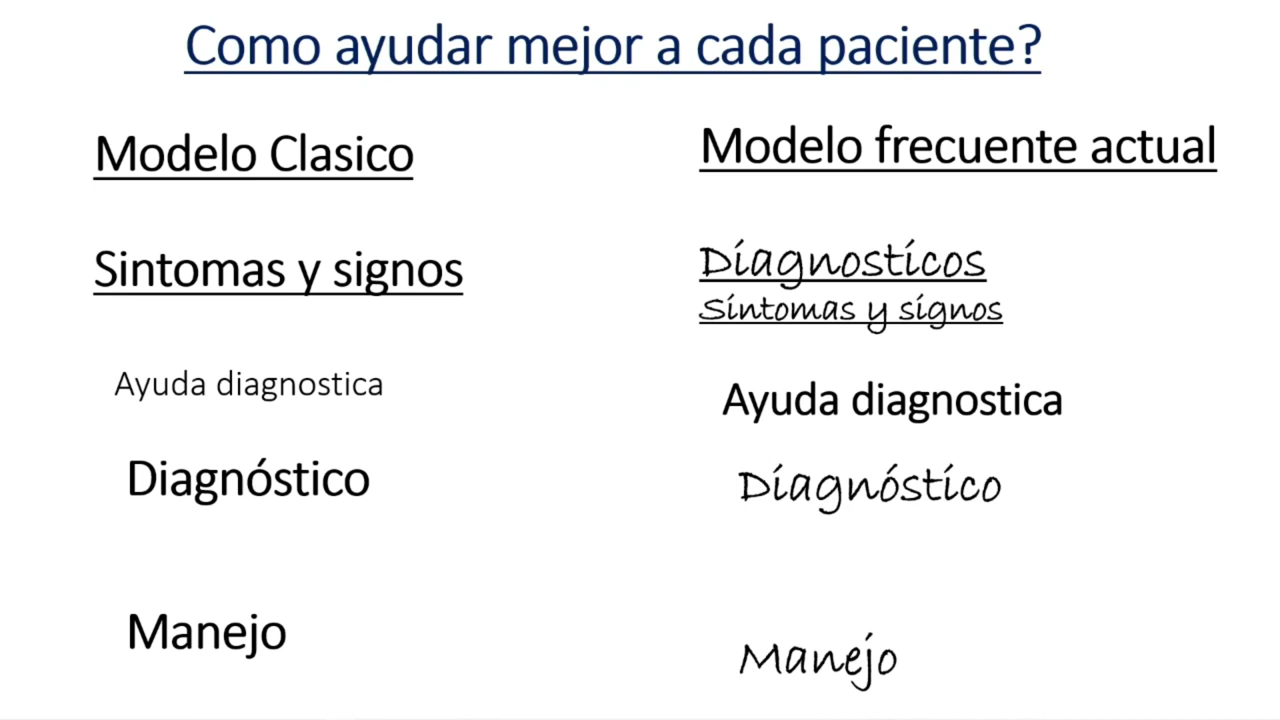 Como ayudar mejor a cada paciente?
Modelo Clasico
Sintomas y signos
Ayuda diagnostica
Diagnóstico
Manejo
Modelo frecuente actual
Diagnosticos
Sintomas y signos
Ayuda diagnostica
Diagnóstico
Manejo